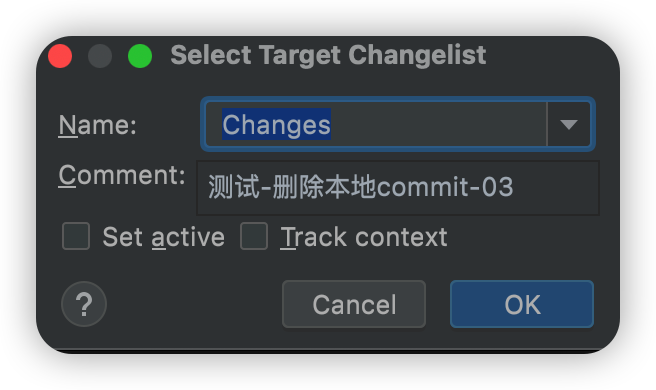 Select Target Changelist
Name: Changes
Comment: 测试-删除本地commit-03
Set active Track context
? Cancel OK